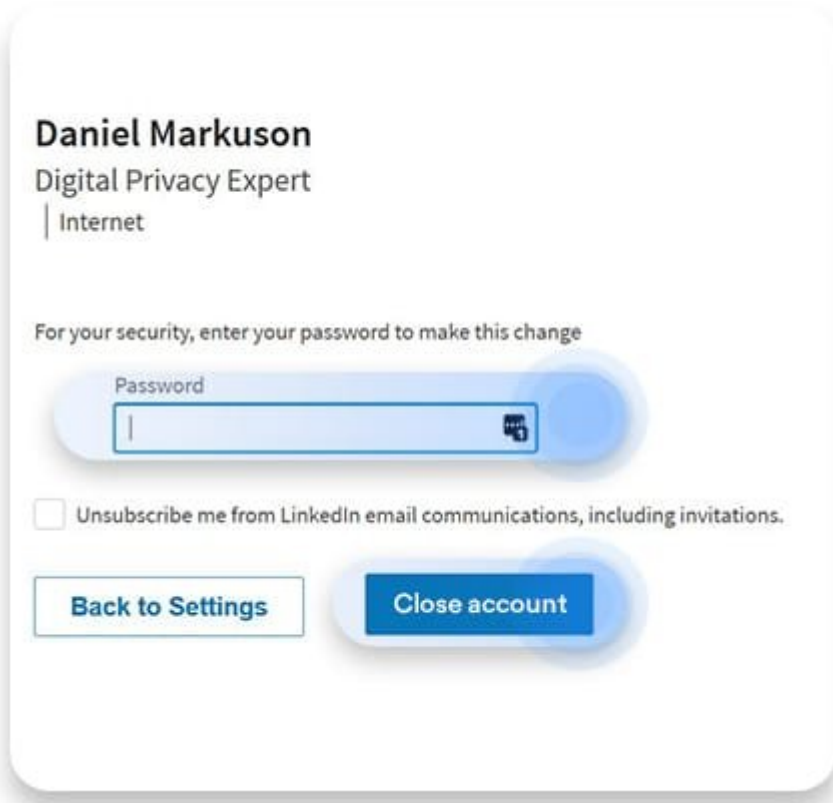 Daniel Markuson
Digital Privacy Expert
Internet
For your security, enter your password to make this change
Password
Unsubscribe me from LinkedIn email communications, including invitations.
Back to Settings
Close account